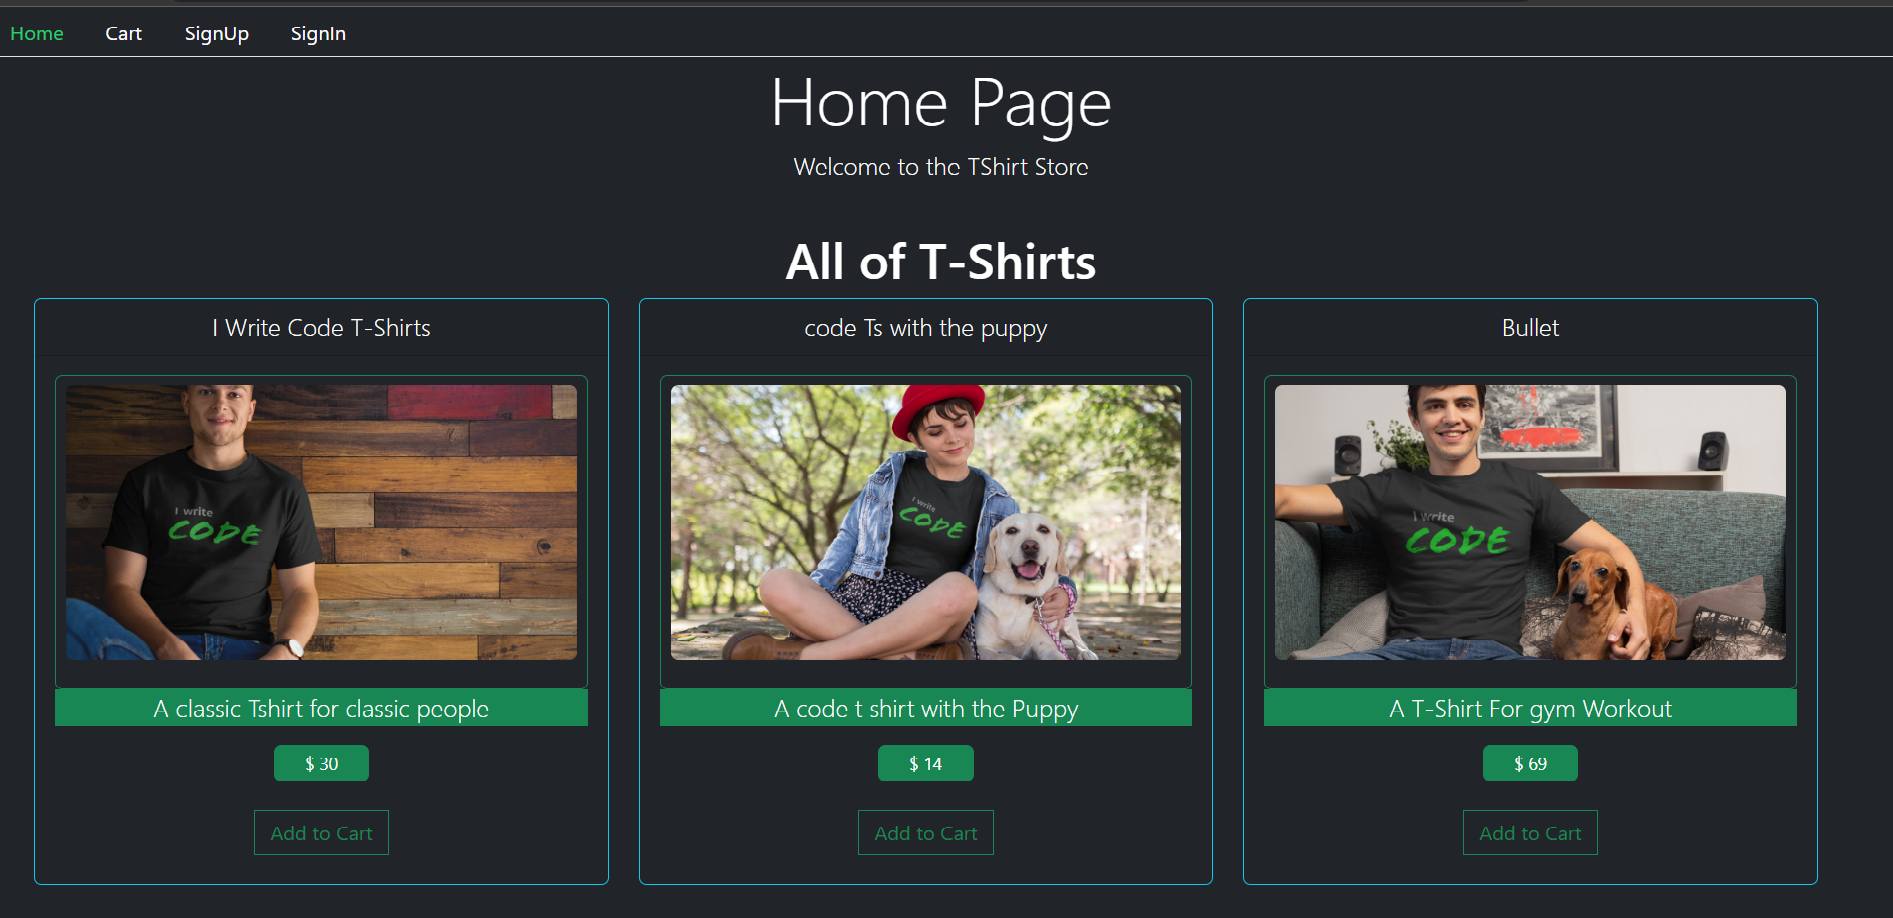 Home Cart SignUp SignIn
Home Page
Welcome to the TShirt Store
All of T-Shirts
I Write Code T-Shirts
I write
CODE
A classic Tshirt for classic people
$ 30
Add to Cart
code Ts with the puppy
I write
CODE
A code t shirt with the Puppy
$ 14
Add to Cart
Bullet
I write
CODE
A T-Shirt For gym Workout
$ 69
Add to Cart